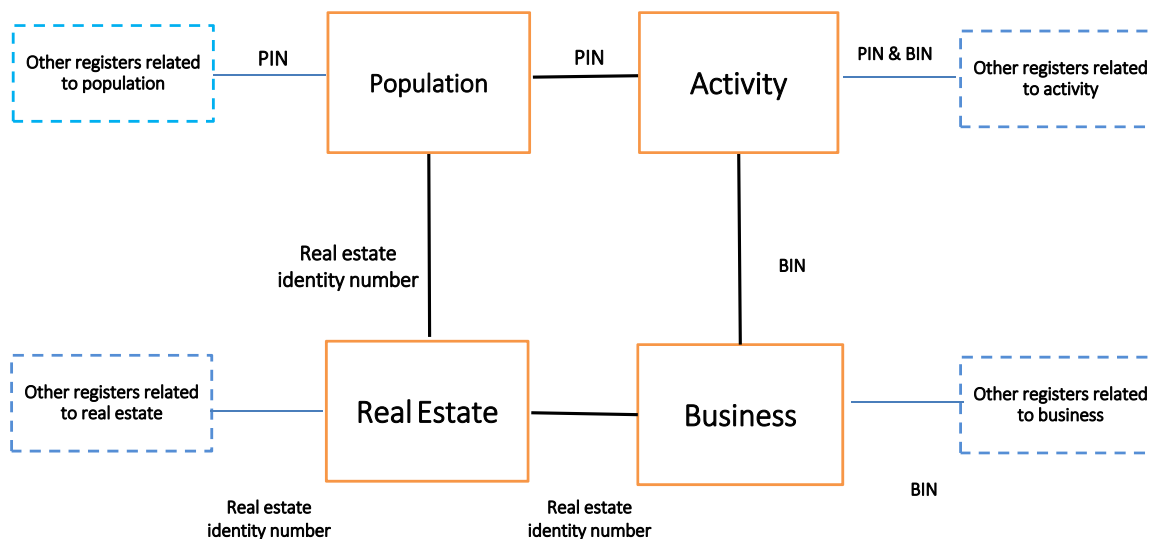 Other registers related
to population
PIN
Population
PIN
Activity
PIN & BIN
Other registers related
to activity
Real estate
identity number
BIN
Other registers related
to real estate
Real Estate
Business
Other registers related
to business
Real estate
identity number
Real estate
identity number
BIN